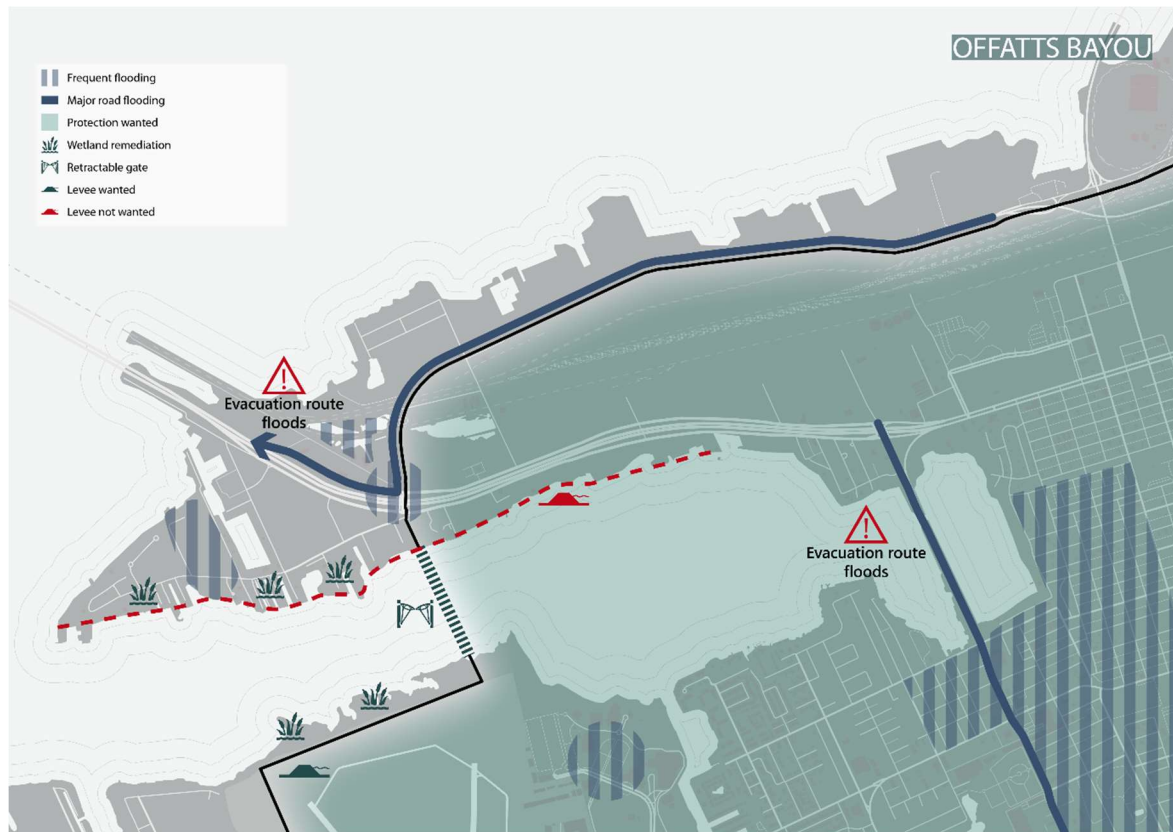 OFFATTS BAYOU
Frequent flooding
Major road flooding
Protection wanted
Wetland remediation
Retractable gate
Levee wanted
Levee not wanted
Evacuation route
floods
Evacuation route
floods